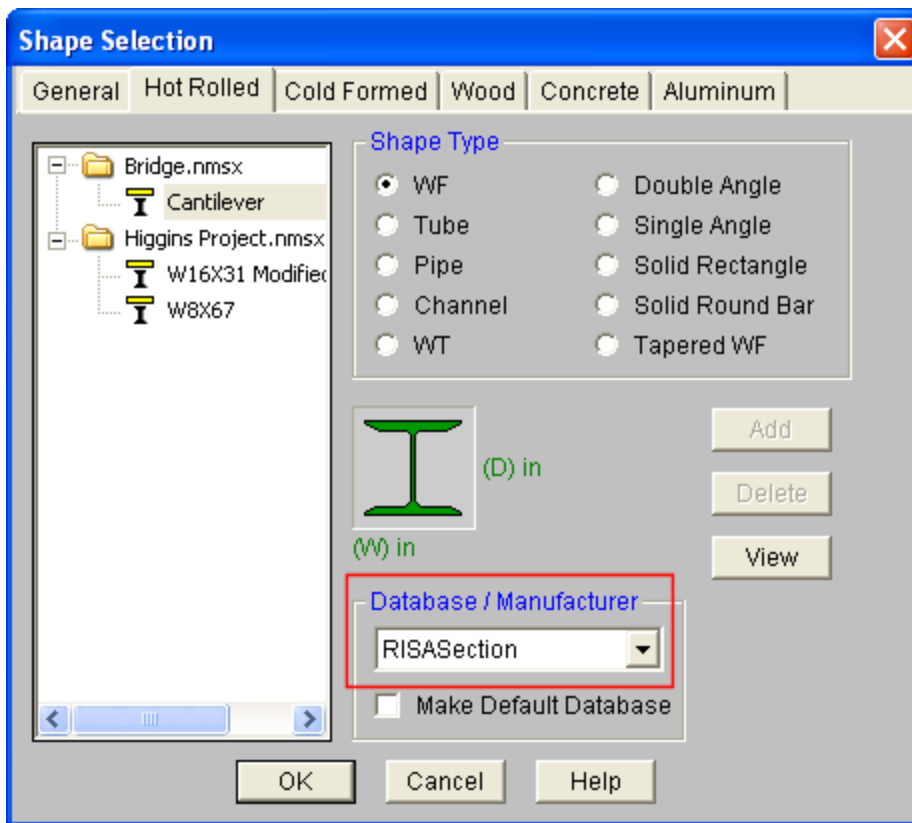 Shape Selection
General Hot Rolled Cold Formed Wood Concrete Aluminum
Bridge.nmsx
Cantilever
Higgins Project.nmsx
W16X31 Modified
W8X67
Shape Type
WF
Tube
Pipe
Channel
WT
Double Angle
Single Angle
Solid Rectangle
Solid Round Bar
Tapered WF
(D) in
(W) in
Add
Delete
View
Database / Manufacturer
RISASection
Make Default Database
OK Cancel Help